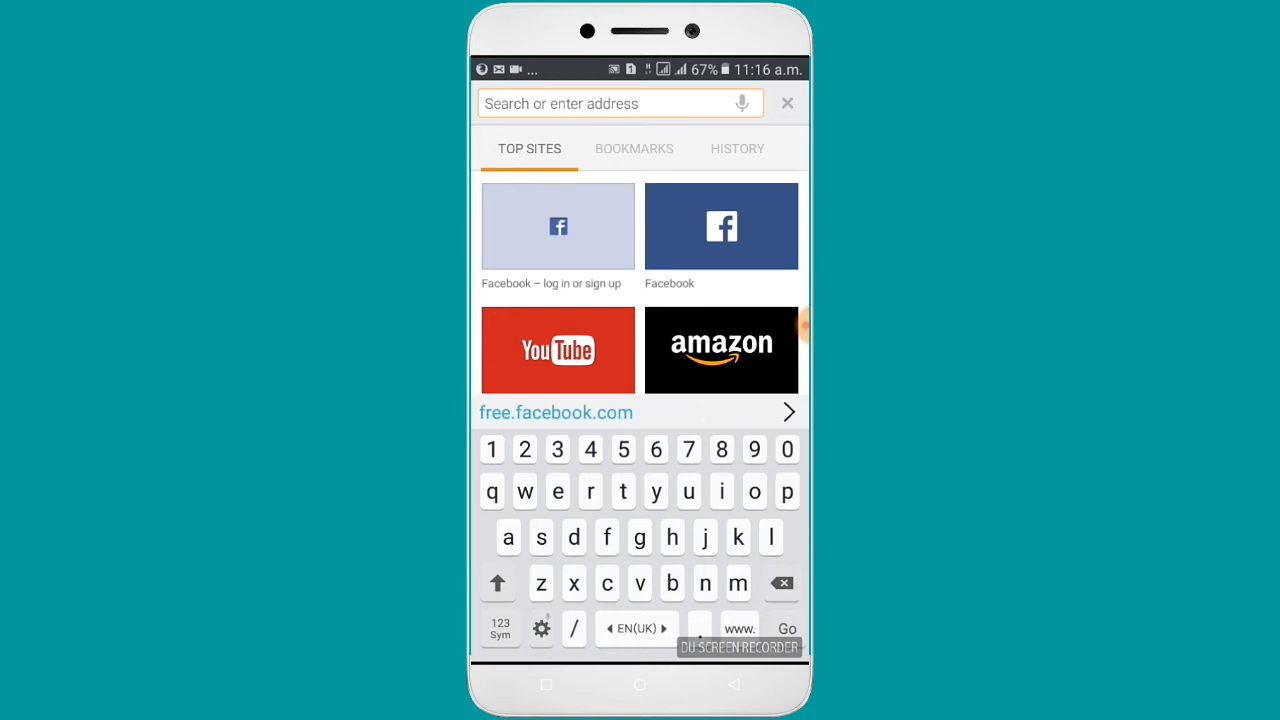 ... 67% 11:16 a.m.
Search or enter address
TOP SITES BOOKMARKS HISTORY
f f
Facebook – log in or sign up Facebook
YouTube amazon
free.facebook.com
1 2 3 4 5 6 7 8 9 0
q w e r t y u i o p
a s d f g h j k l
z x c v b n m
123 Sym / EN(UK) . www. Go
DU SCREEN RECORDER